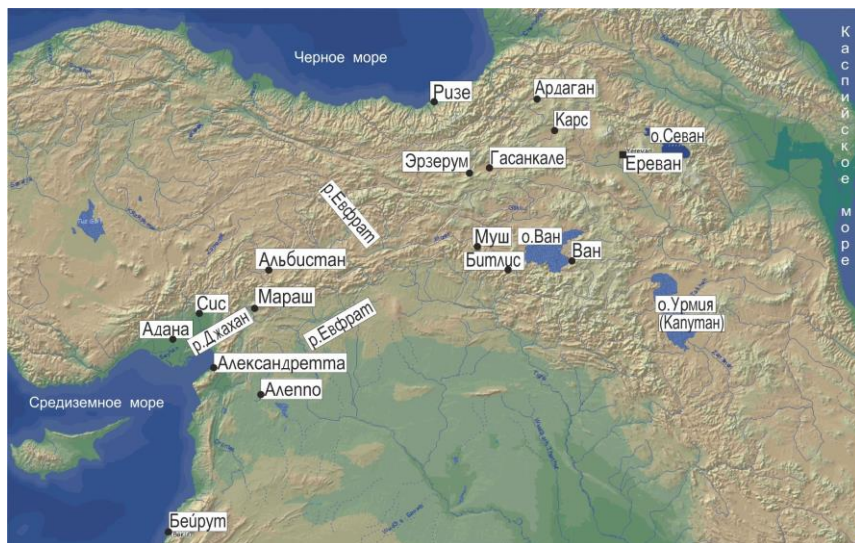 Черное море
Каспийское море
Ризе
Ардаган
Карс
о.Севан
Ереван
Эрзерум
Гасанкале
р.Евфрат
Муш
о.Ван
Ван
Битлис
Альбистан
Сис
Мараш
о.Урмия
(Капутан)
Адана
р.Джахан
р.Евфрат
Александретта
Алеппо
Средиземное море
Бейрут